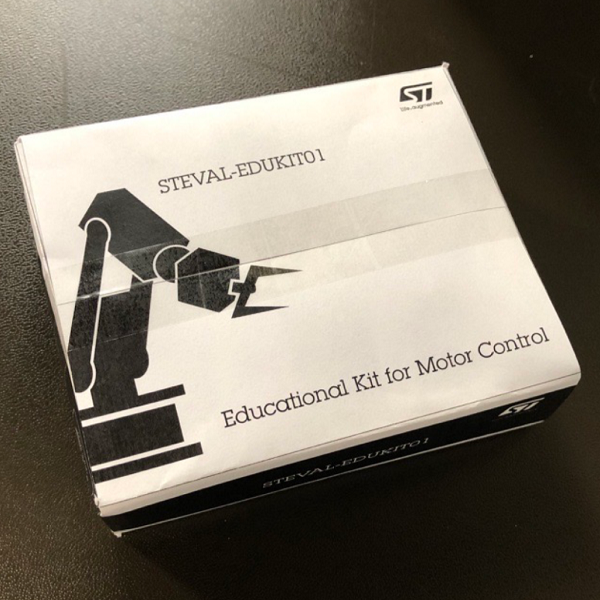 ST
life.augmented
STEVAL-EDUKIT01
Educational Kit for Motor Control
ST
STEVAL-EDUKIT01